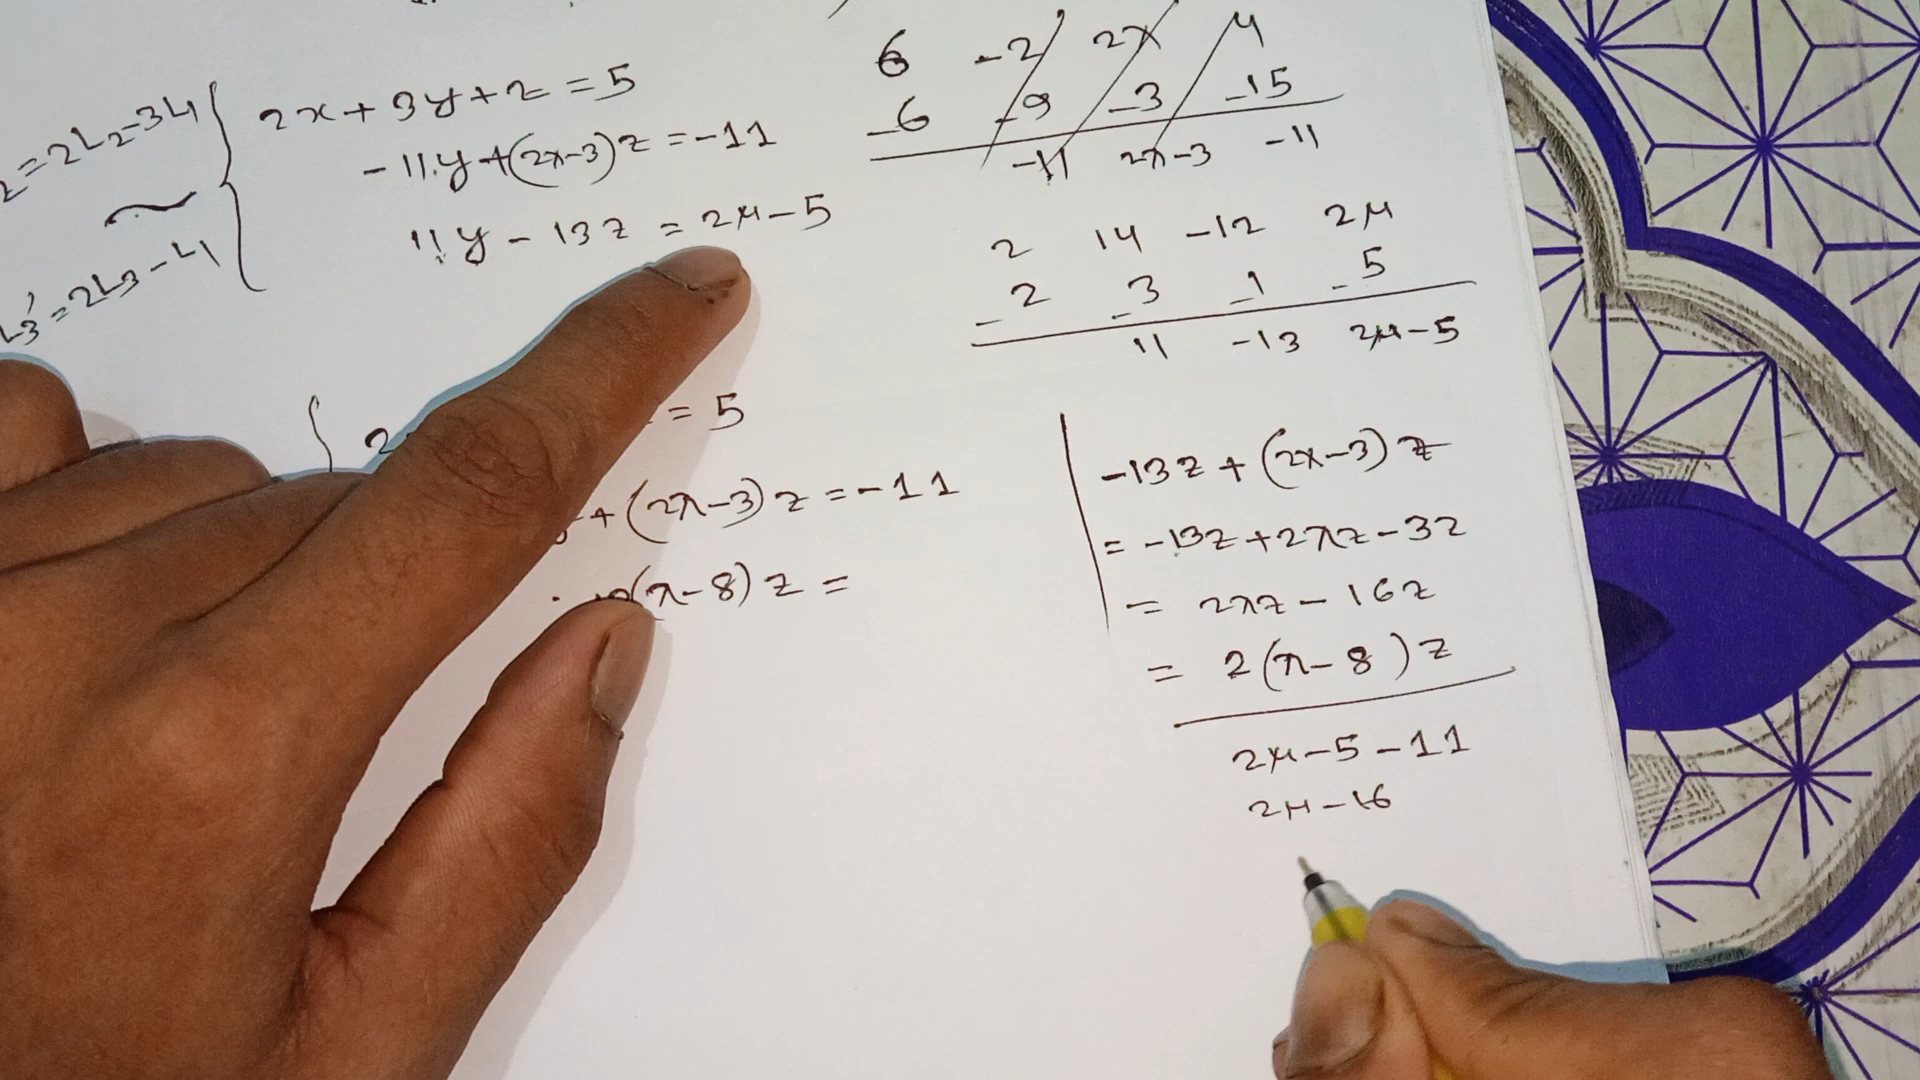 2x + 3y + z = 5
-11y + (2λ-3)z = -11
11y - 13z = 2μ-5
= 2L2-3L1
L3' = 2L3-L1
6 -2 2λ 4
-6 -9 -3 -15
-11 2λ-3 -11
2 14 -12 2μ
-2 -3 -1 -5
11 -13 2μ-5
= 5
+ (2λ-3)z = -11
(λ-8)z =
-13z + (2λ-3)z
= -13z + 2λz - 3z
= 2λz - 16z
= 2(λ-8)z
2μ-5-11
2μ-16